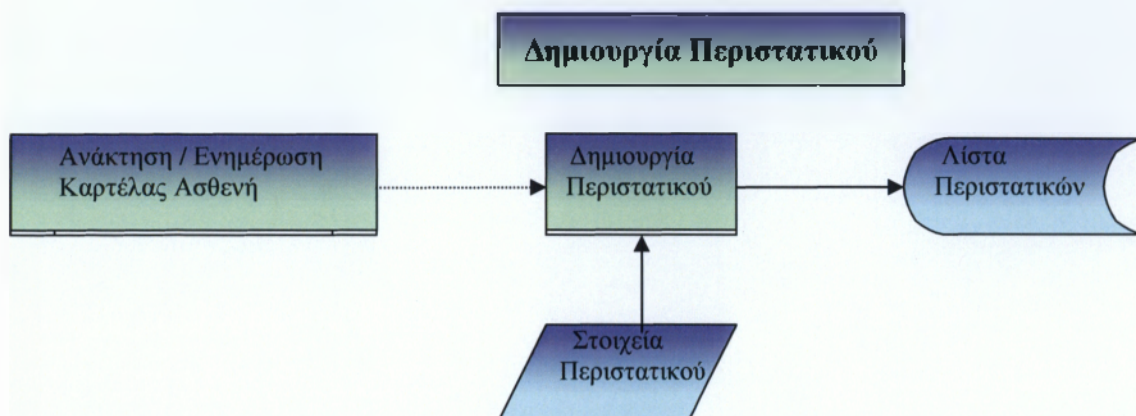 Δημιουργία Περιστατικού
Ανάκτηση / Ενημέρωση
Καρτέλας Ασθενή
Δημιουργία
Περιστατικού
Λίστα
Περιστατικών
Στοιχεία
Περιστατικού